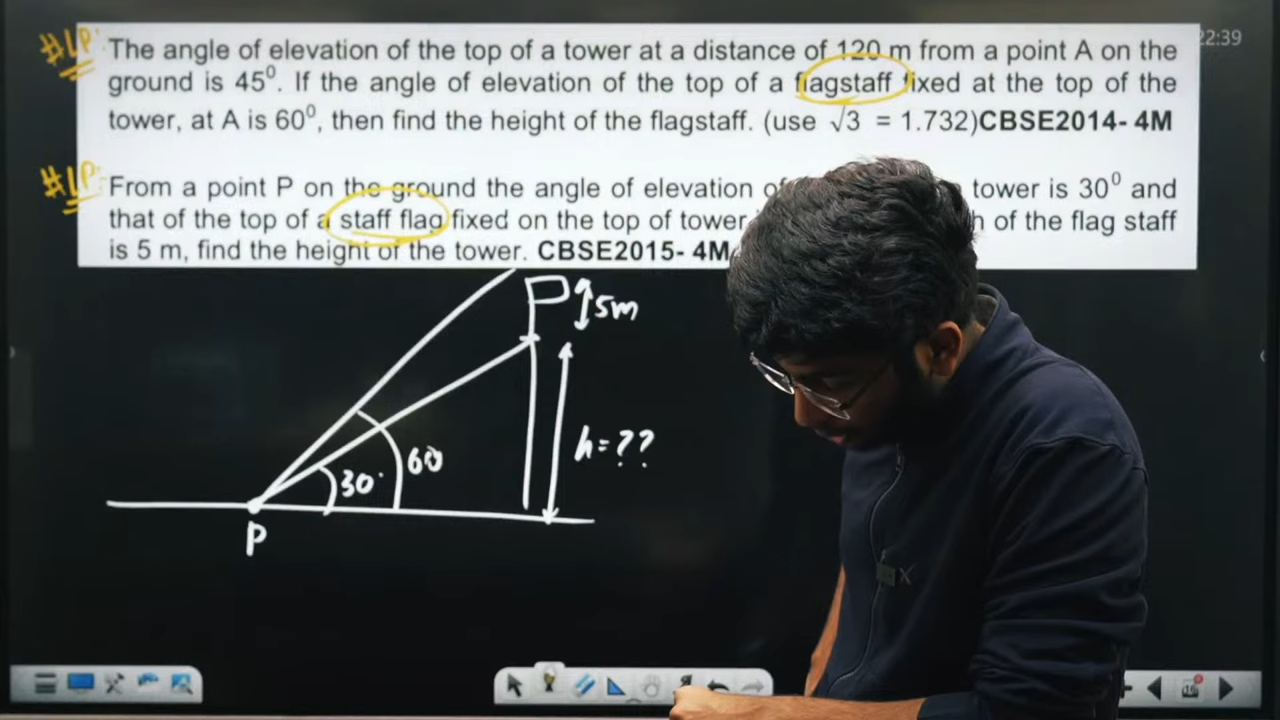 22:39
#LP: The angle of elevation of the top of a tower at a distance of 120 m from a point A on the
ground is 45⁰. If the angle of elevation of the top of a flagstaff fixed at the top of the
tower, at A is 60⁰, then find the height of the flagstaff. (use √3 = 1.732)CBSE2014- 4M
#LP: From a point P on the ground the angle of elevation of tower is 30⁰ and
that of the top of a staff flag fixed on the top of tower of the flag staff
is 5 m, find the height of the tower. CBSE2015- 4M
5m
h=??
60
30°
P